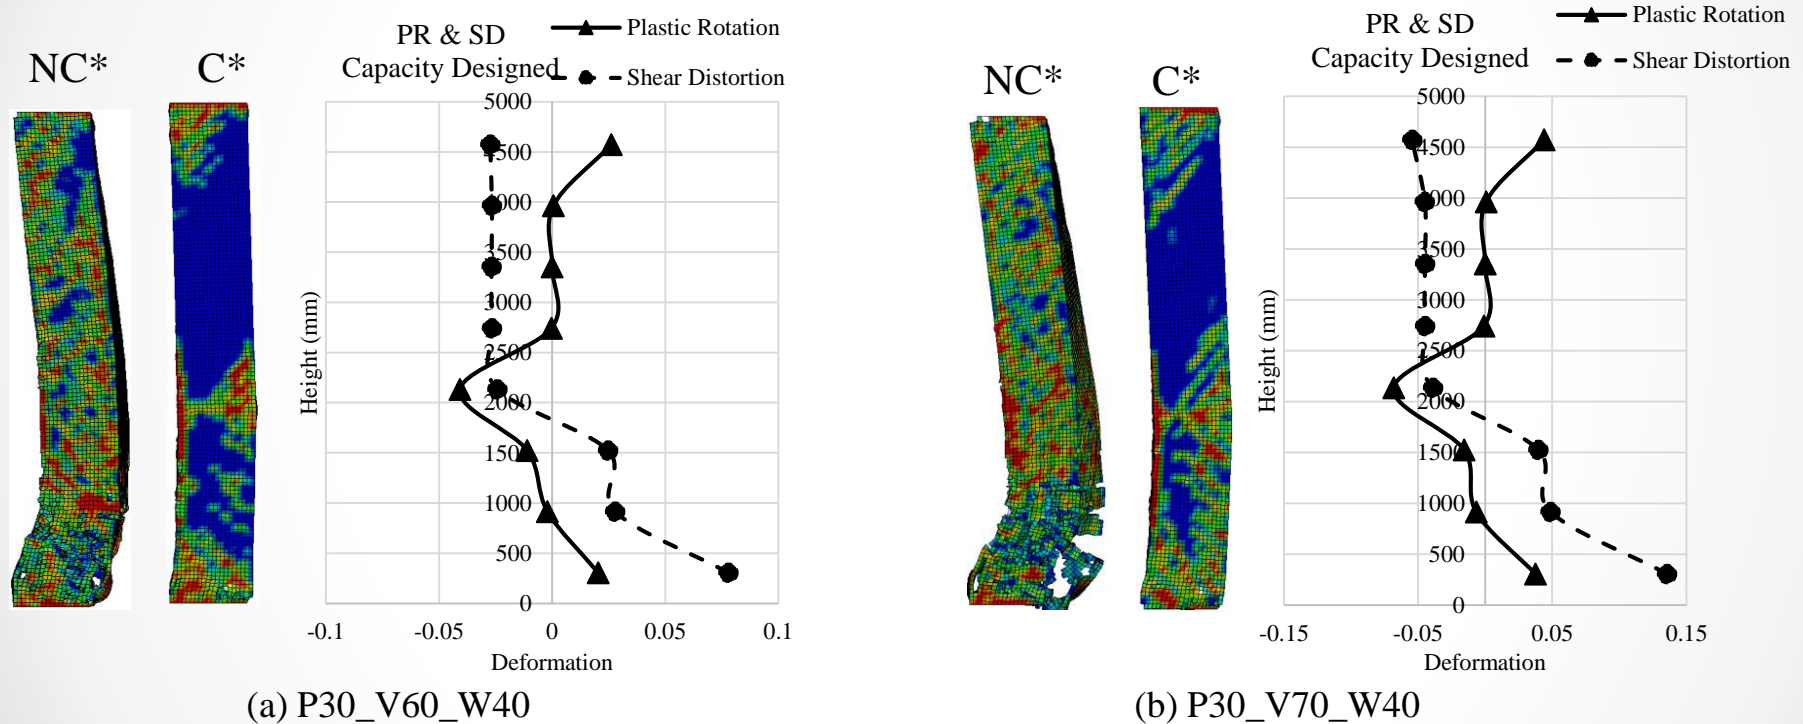 NC*
C*
PR & SD
Capacity Designed
Plastic Rotation
Shear Distortion
5000
4500
4000
3500
3000
2500
2000
1500
1000
500
0
Height (mm)
-0.1
-0.05
0
0.05
0.1
Deformation
(a) P30_V60_W40
NC*
C*
PR & SD
Capacity Designed
Plastic Rotation
Shear Distortion
5000
4500
4000
3500
3000
2500
2000
1500
1000
500
0
Height (mm)
-0.15
-0.05
0.05
0.15
Deformation
(b) P30_V70_W40